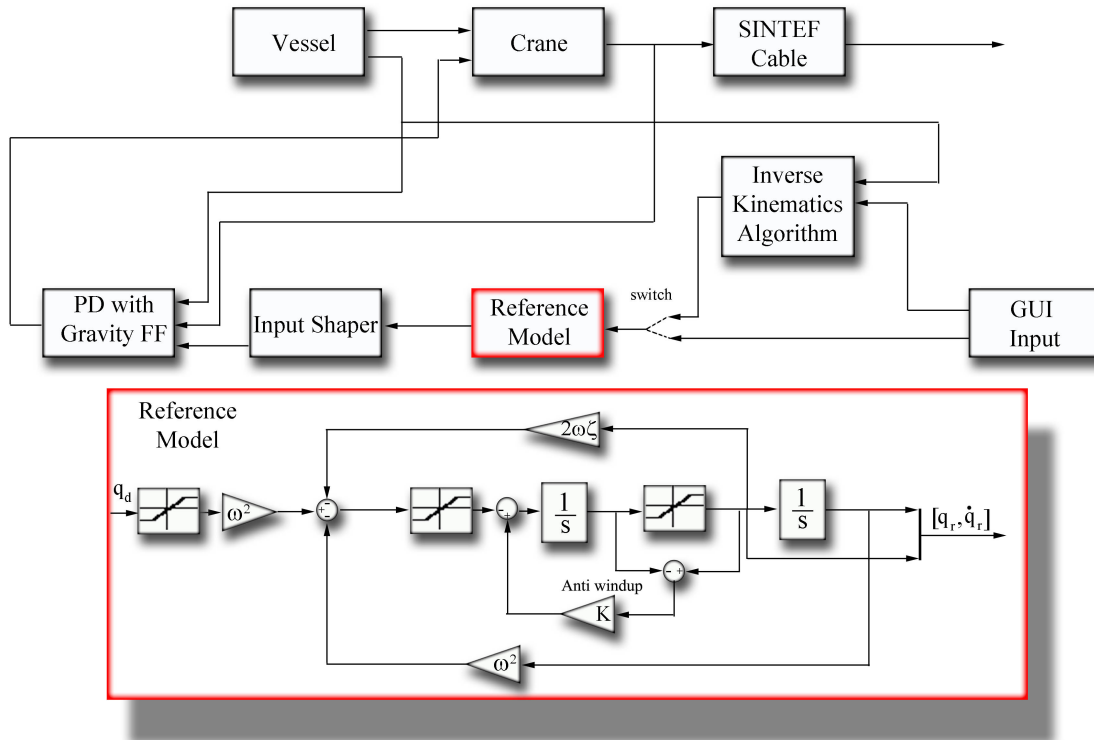 Vessel
Crane
SINTEF
Cable
Inverse
Kinematics
Algorithm
PD with
Gravity FF
Input Shaper
Reference
Model
switch
GUI
Input
Reference
Model
2ωζ
q_d
ω²
+
-
-
-
+
1
s
1
s
[q_r, q̇_r]
- +
Anti windup
K
ω²